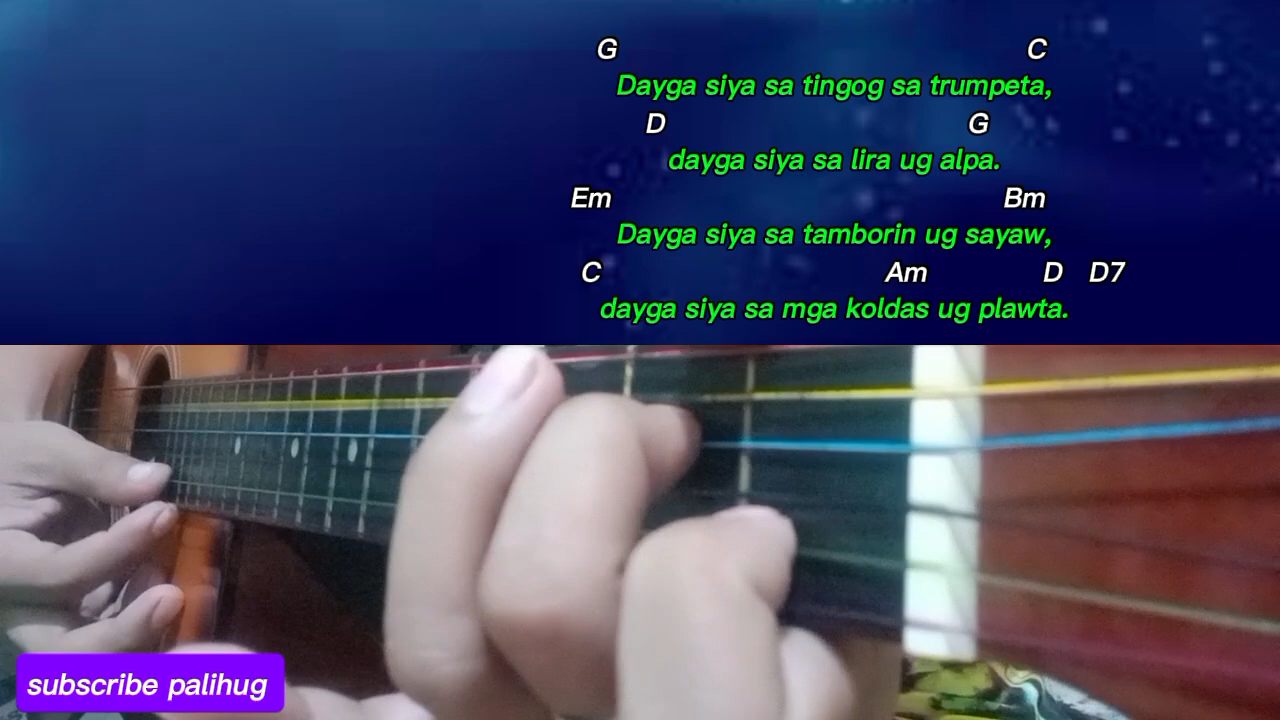 G C
Dayga siya sa tingog sa trumpeta,
D G
dayga siya sa lira ug alpa.
Em Bm
Dayga siya sa tamborin ug sayaw,
C Am D D7
dayga siya sa mga koldas ug plawta.
subscribe palihug